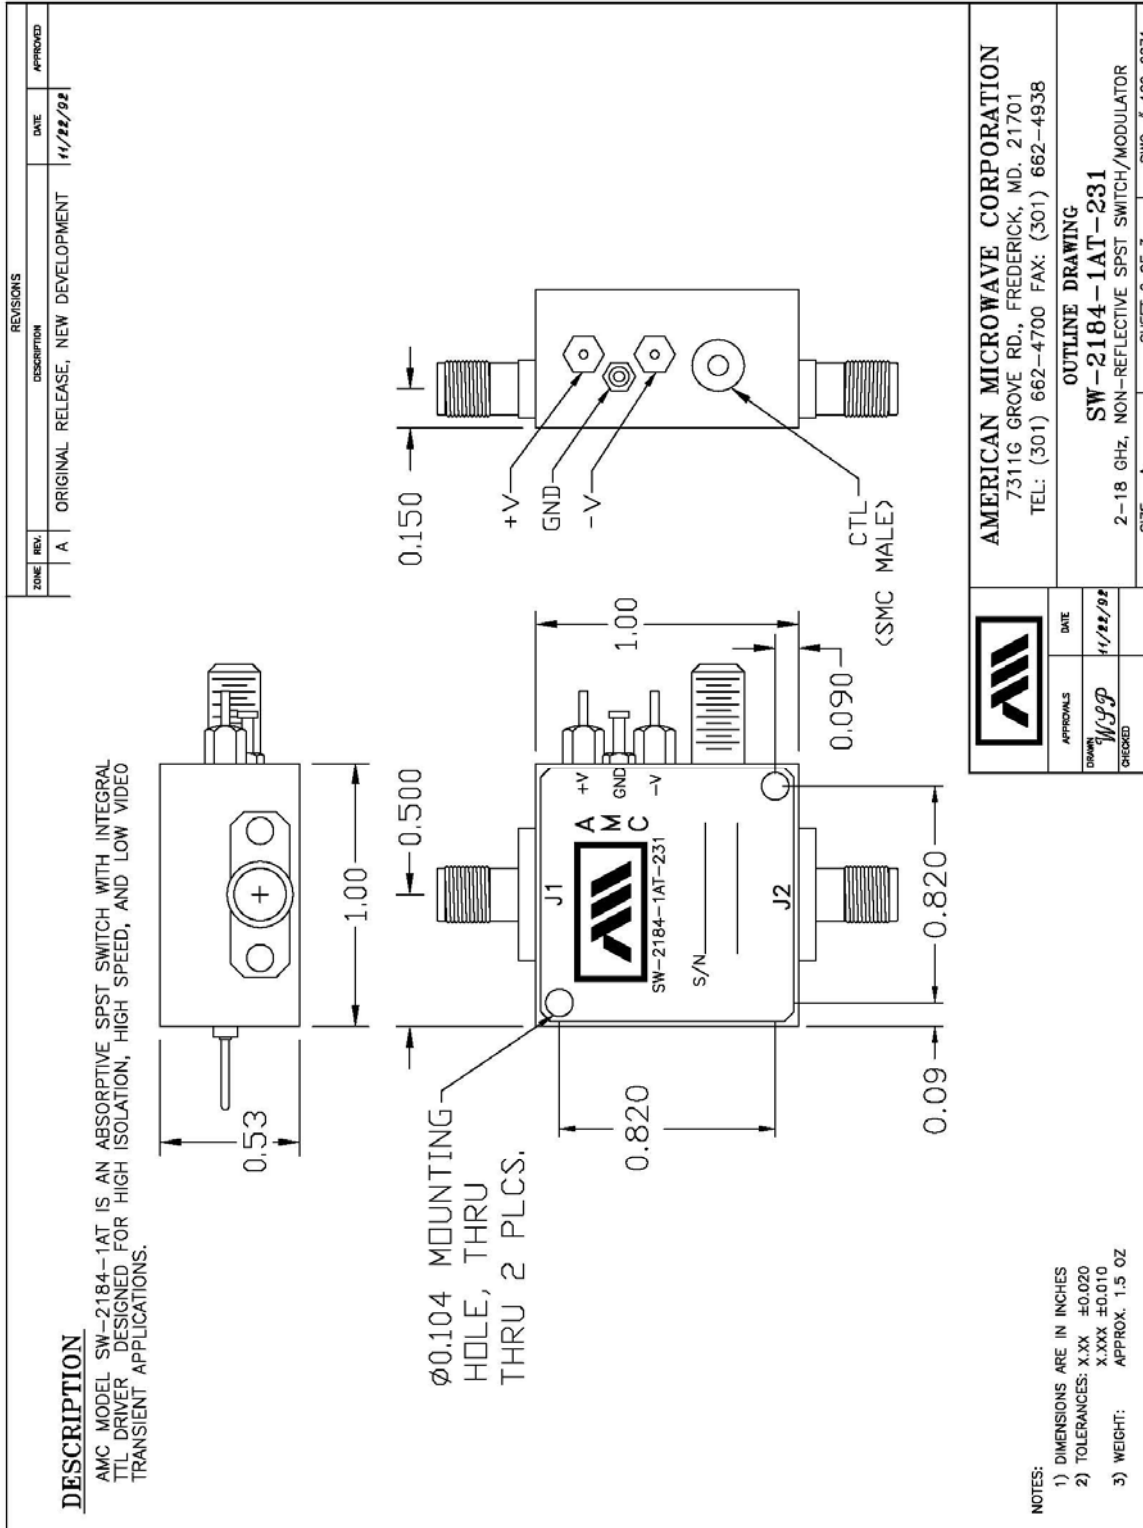 REVISIONS
ZONE REV. DESCRIPTION DATE APPROVED
A ORIGINAL RELEASE, NEW DEVELOPMENT 11/22/92
DESCRIPTION
AMC MODEL SW-2184-1AT IS AN ABSORPTIVE SPST SWITCH WITH INTEGRAL
TTL DRIVER DESIGNED FOR HIGH ISOLATION, HIGH SPEED, AND LOW VIDEO
TRANSIENT APPLICATIONS.
0.53
1.00
Ø0.104 MOUNTING
HOLE, THRU
THRU 2 PLCS.
0.500
0.150
J1
A
M
C
SW-2184-1AT-231
S/N
J2
+V
GND
-V
1.00
+V
GND
-V
CTL
(SMC MALE)
0.820
0.090
0.09
0.820
NOTES:
1) DIMENSIONS ARE IN INCHES
2) TOLERANCES: X.XX ±0.020
X.XXX ±0.010
3) WEIGHT: APPROX. 1.5 OZ
APPROVALS DATE
DRAWN WSP 11/22/92
CHECKED
AMERICAN MICROWAVE CORPORATION
7311G GROVE RD., FREDERICK, MD. 21701
TEL: (301) 662-4700 FAX: (301) 662-4938
OUTLINE DRAWING
SW-2184-1AT-231
2-18 GHz, NON-REFLECTIVE SPST SWITCH/MODULATOR